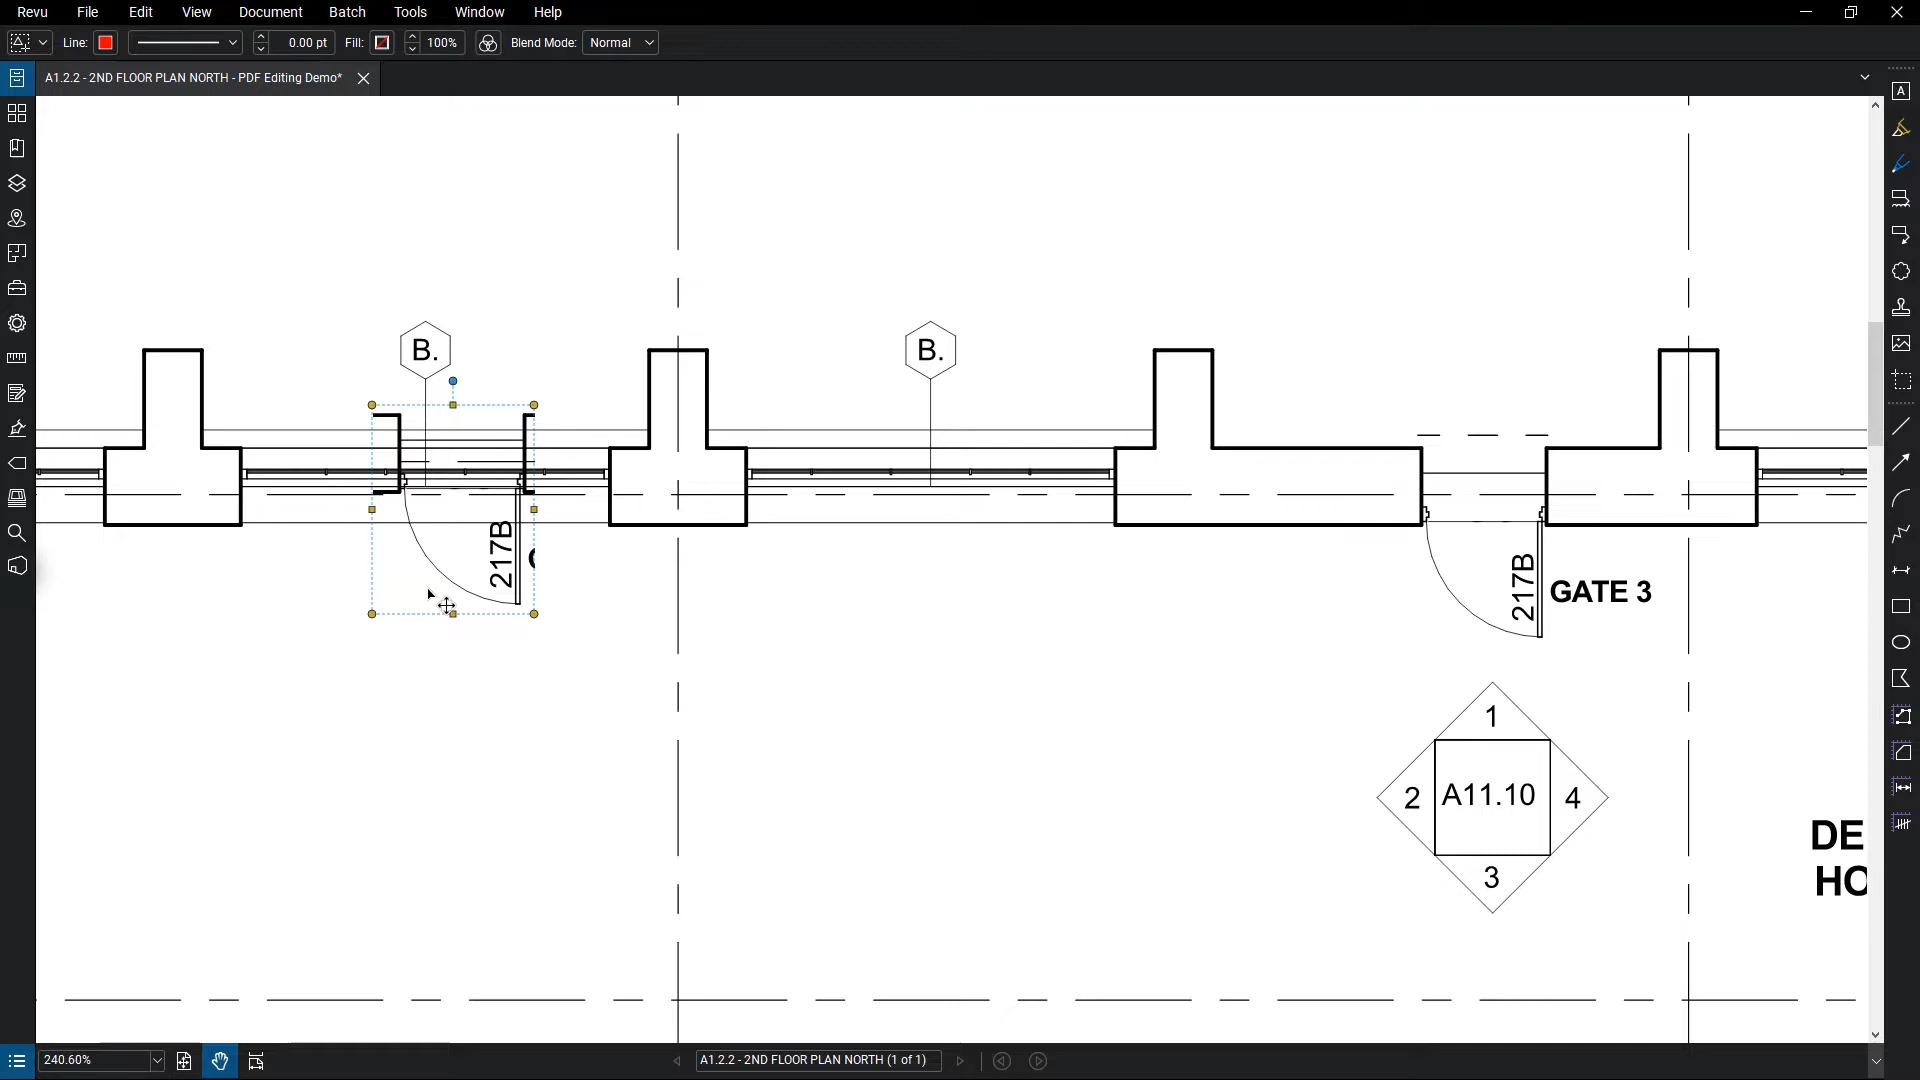 Revu File Edit View Document Batch Tools Window Help
Line: 0.00 pt Fill: 100% Blend Mode: Normal
A1.2.2 - 2ND FLOOR PLAN NORTH - PDF Editing Demo*
A
B. B.
217B
217B
GATE 3
1
2 A11.10 4
3
DE
HO
240.60%
A1.2.2 - 2ND FLOOR PLAN NORTH (1 of 1)